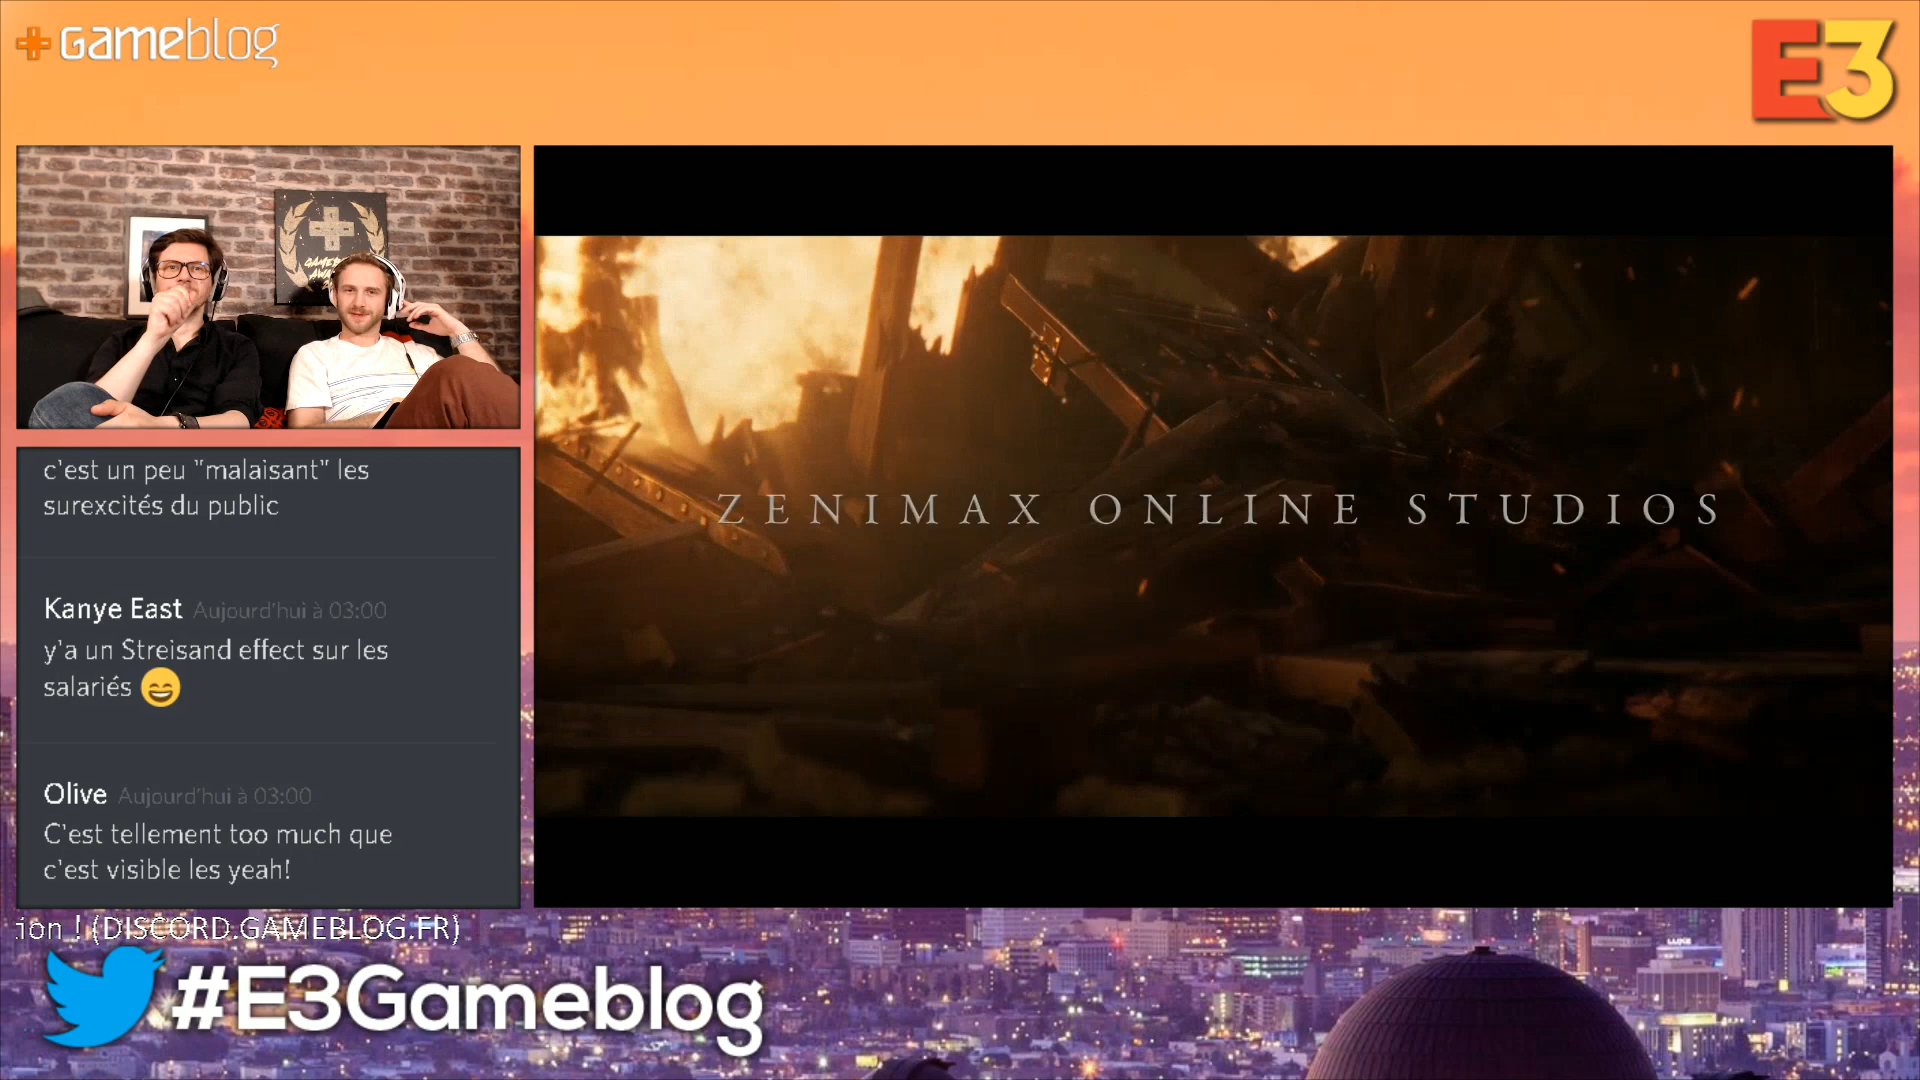 gameblog
E3
GAMEB
AWA
c'est un peu "malaisant" les
surexcités du public
Kanye East Aujourd'hui à 03:00
y'a un Streisand effect sur les
salariés
Olive Aujourd'hui à 03:00
C'est tellement too much que
c'est visible les yeah!
ZENIMAX ONLINE STUDIOS
ion ! (DISCORD.GAMEBLOG.FR)
#E3Gameblog